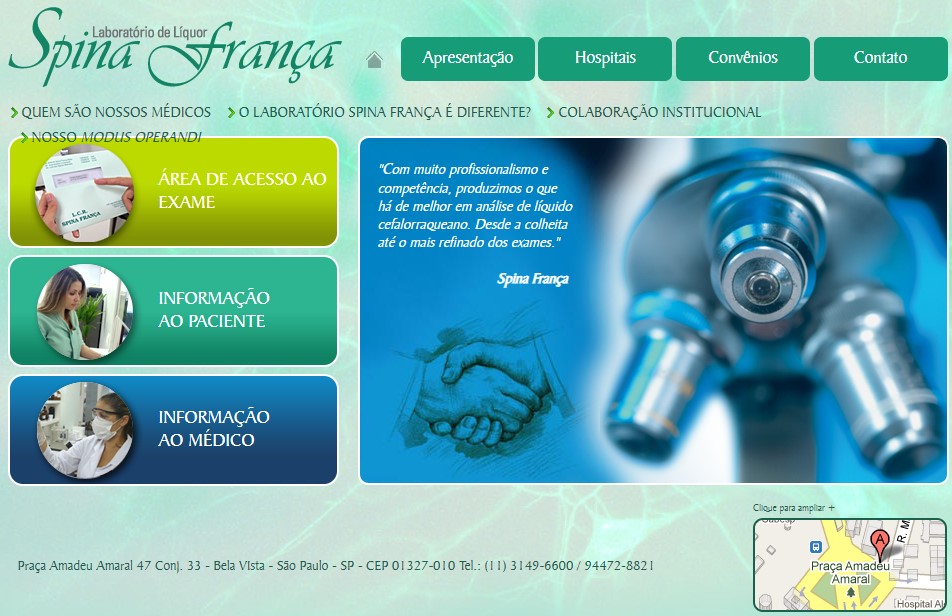 Laboratório de Líquor
Spina França
Apresentação
Hospitais
Convênios
Contato
QUEM SÃO NOSSOS MÉDICOS
O LABORATÓRIO SPINA FRANÇA É DIFERENTE?
COLABORAÇÃO INSTITUCIONAL
NOSSO MODUS OPERANDI
L.C.R.
SPINA FRANÇA
ÁREA DE ACESSO AO
EXAME
INFORMAÇÃO
AO PACIENTE
INFORMAÇÃO
AO MÉDICO
"Com muito profissionalismo e
competência, produzimos o que
há de melhor em análise de líquido
cefalorraqueano. Desde a colheita
até o mais refinado dos exames."
Spina França
Clique para ampliar +
A
R. M
Praça Amadeu
Amaral
Hospital Al
Praça Amadeu Amaral 47 Conj. 33 - Bela VIsta - São Paulo - SP - CEP 01327-010 Tel.: (11) 3149-6600 / 94472-8821